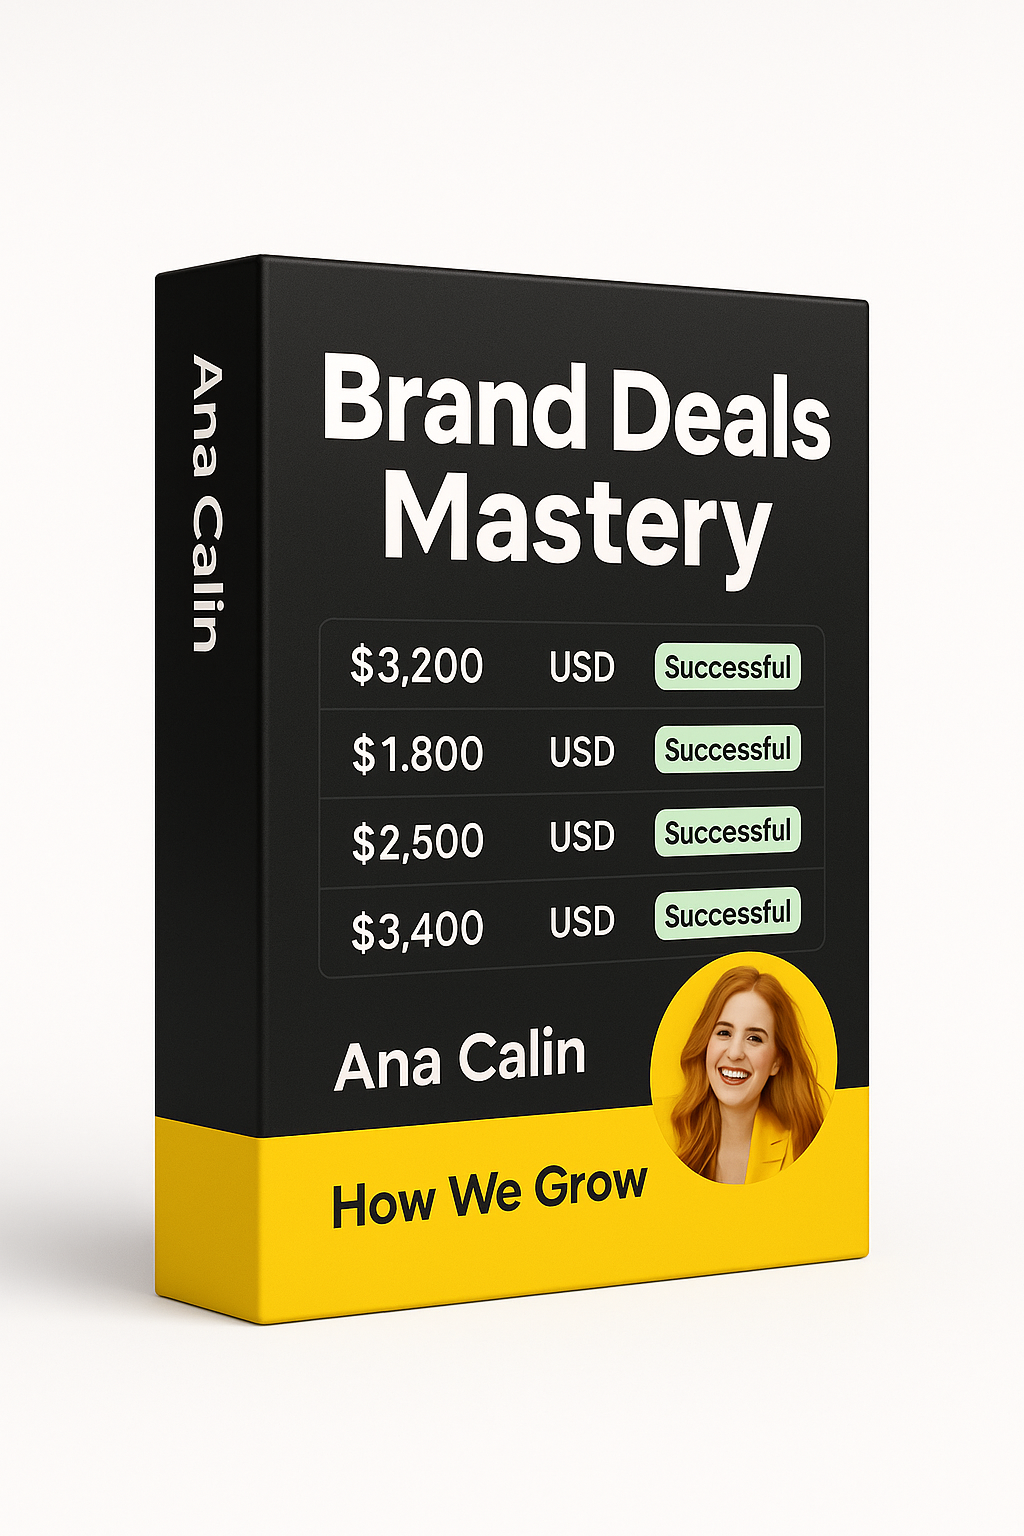 Ana Calin
Brand Deals
Mastery
$3,200 USD Successful
$1.800 USD Successful
$2,500 USD Successful
$3,400 USD Successful
Ana Calin
How We Grow